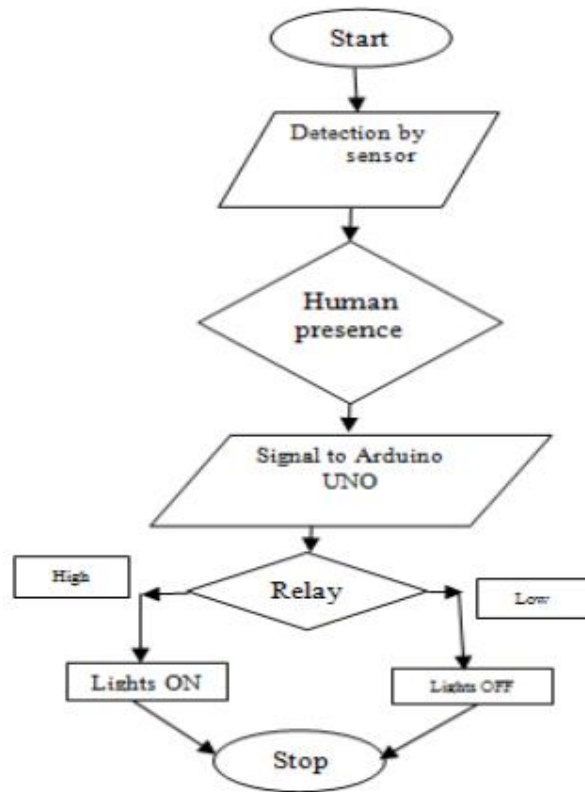 Start
Detection by
sensor
Human
presence
Signal to Arduino
UNO
High
Relay
Low
Lights ON
Lights OFF
Stop